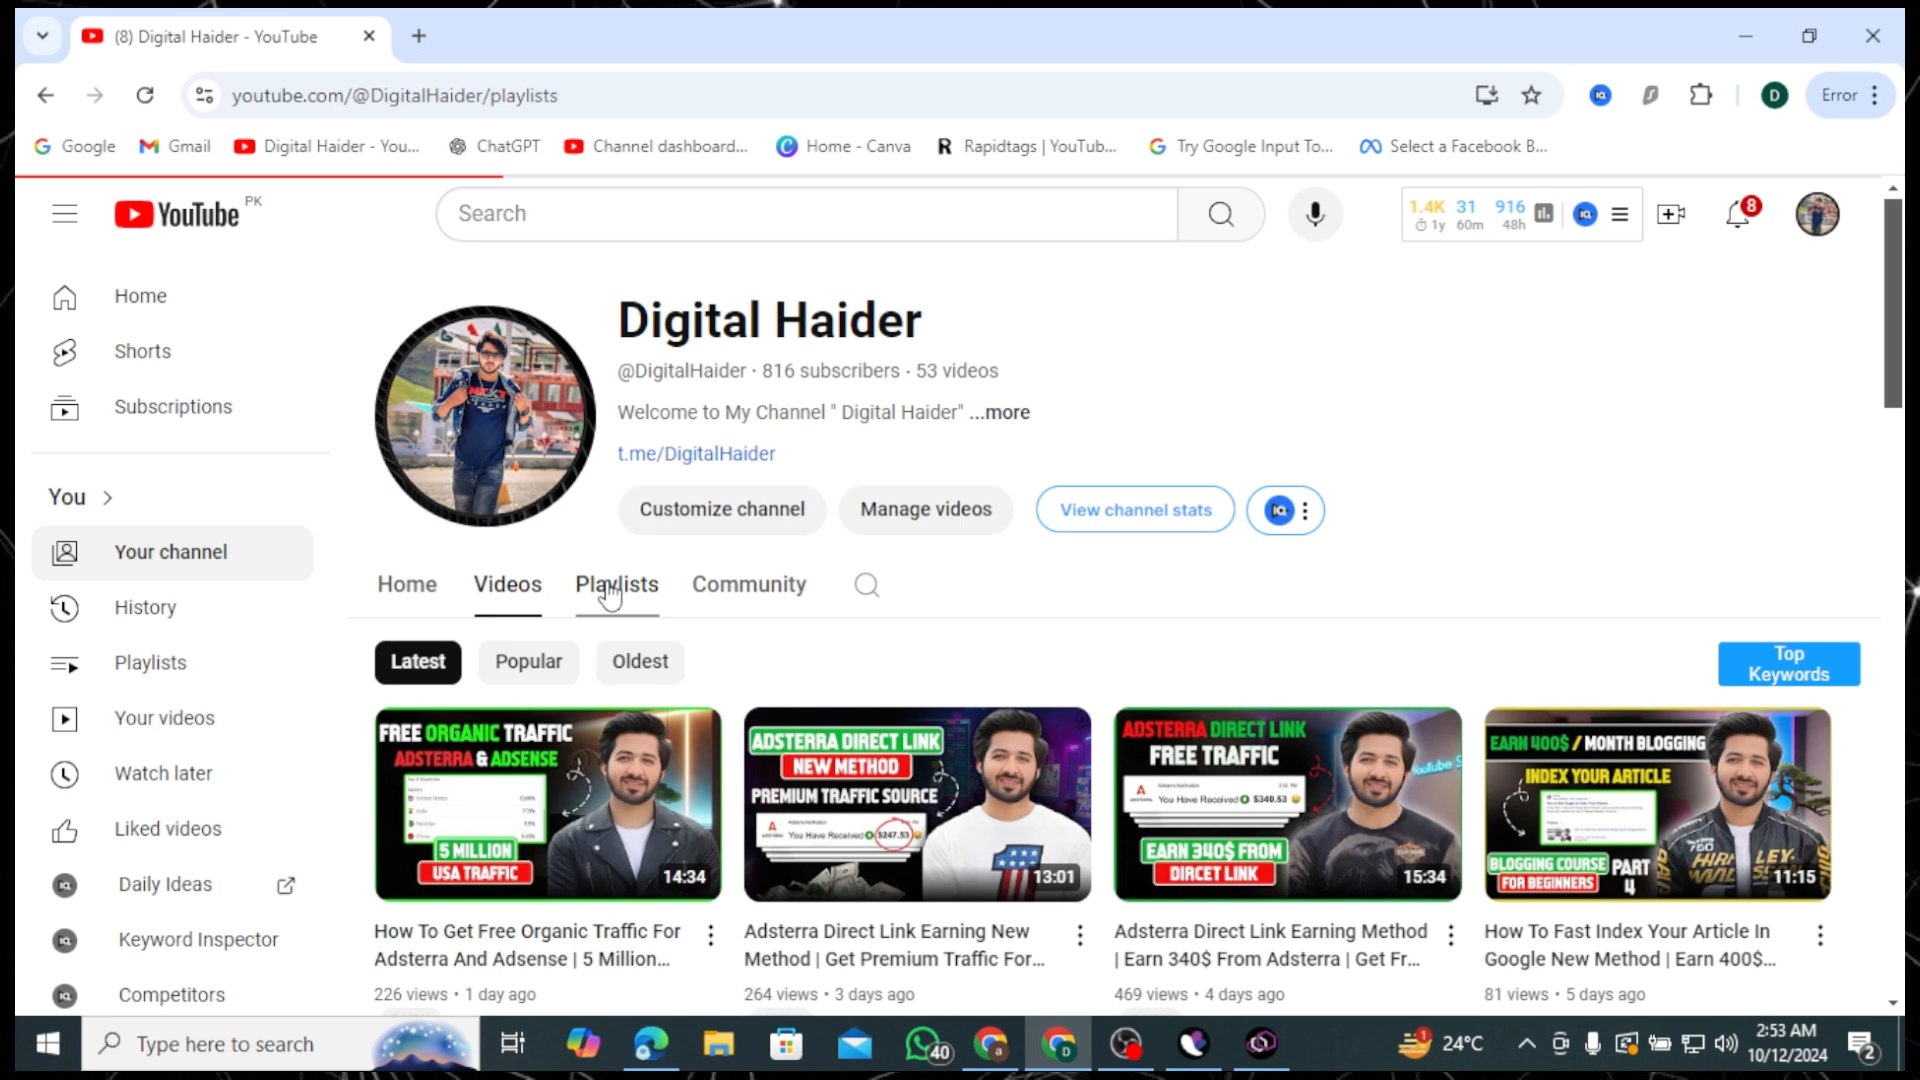 (8) Digital Haider - YouTube
youtube.com/@DigitalHaider/playlists
D
Error
Google
Gmail
Digital Haider - You...
ChatGPT
Channel dashboard...
Home - Canva
Rapidtags | YouTub...
Try Google Input To...
Select a Facebook B...
YouTube PK
Search
1.4K 31 916
1y 60m 48h
8
Home
Shorts
Subscriptions
You
Your channel
History
Playlists
Your videos
Watch later
Liked videos
Daily Ideas
Keyword Inspector
Competitors
Digital Haider
@DigitalHaider · 816 subscribers · 53 videos
Welcome to My Channel " Digital Haider" ...more
t.me/DigitalHaider
Customize channel
Manage videos
View channel stats
Home
Videos
Playlists
Community
Latest
Popular
Oldest
Top
Keywords
FREE ORGANIC TRAFFIC
ADSTERRA & ADSENSE
5 MILLION
USA TRAFFIC
14:34
How To Get Free Organic Traffic For
Adsterra And Adsense | 5 Million...
226 views • 1 day ago
ADSTERRA DIRECT LINK
NEW METHOD
PREMIUM TRAFFIC SOURCE
You Have Received $247.53
13:01
Adsterra Direct Link Earning New
Method | Get Premium Traffic For...
264 views • 3 days ago
ADSTERRA DIRECT LINK
FREE TRAFFIC
YouTube S
You Have Received $340.53
EARN 340$ FROM
DIRCET LINK
15:34
Adsterra Direct Link Earning Method
| Earn 340$ From Adsterra | Get Fr...
469 views • 4 days ago
EARN 400$ / MONTH BLOGGING
INDEX YOUR ARTICLE
BLOGGING COURSE
FOR BEGINNERS
PART
4
11:15
How To Fast Index Your Article In
Google New Method | Earn 400$...
81 views • 5 days ago
Type here to search
40
a
D
1
24°C
2:53 AM
10/12/2024
2